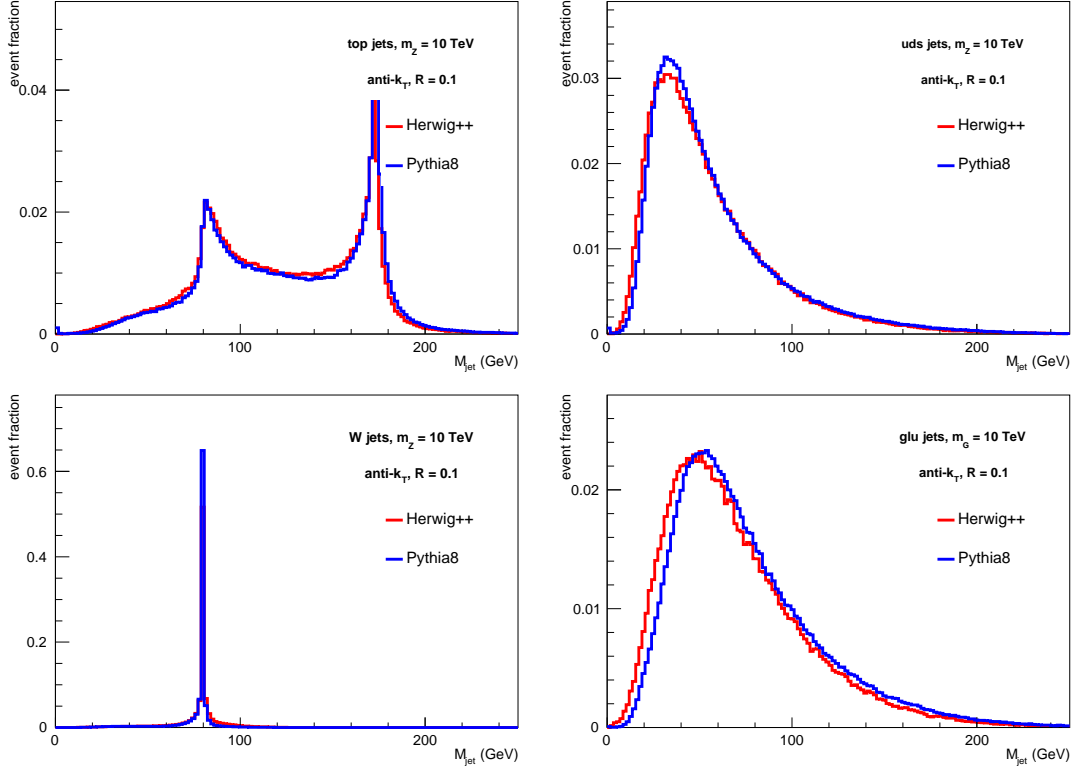 event fraction
top jets, m_Z = 10 TeV
anti-k_T, R = 0.1
Herwig++
Pythia8
0.04
0.02
0
0 100 200
M_jet (GeV)
event fraction
uds jets, m_Z = 10 TeV
anti-k_T, R = 0.1
Herwig++
Pythia8
0.03
0.02
0.01
0
0 100 200
M_jet (GeV)
event fraction
W jets, m_Z = 10 TeV
anti-k_T, R = 0.1
Herwig++
Pythia8
0.6
0.4
0.2
0
0 100 200
M_jet (GeV)
event fraction
glu jets, m_G = 10 TeV
anti-k_T, R = 0.1
Herwig++
Pythia8
0.02
0.01
0
0 100 200
M_jet (GeV)